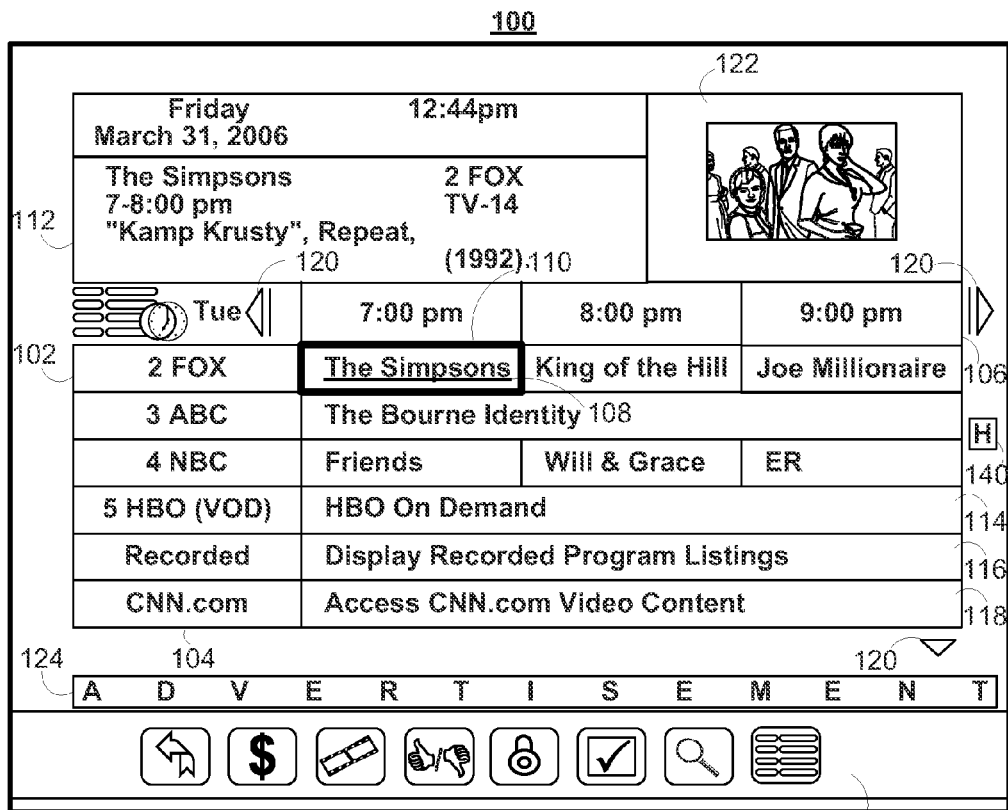 100
122
Friday 12:44pm
March 31, 2006
The Simpsons 2 FOX
7-8:00 pm TV-14
"Kamp Krusty", Repeat,
(1992).
112
120
110
120
Tue 7:00 pm 8:00 pm 9:00 pm
102
2 FOX The Simpsons King of the Hill Joe Millionaire
106
3 ABC The Bourne Identity
108
H
4 NBC Friends Will & Grace ER
140
5 HBO (VOD) HBO On Demand
114
Recorded Display Recorded Program Listings
116
CNN.com Access CNN.com Video Content
118
104
120
124
A D V E R T I S E M E N T
$